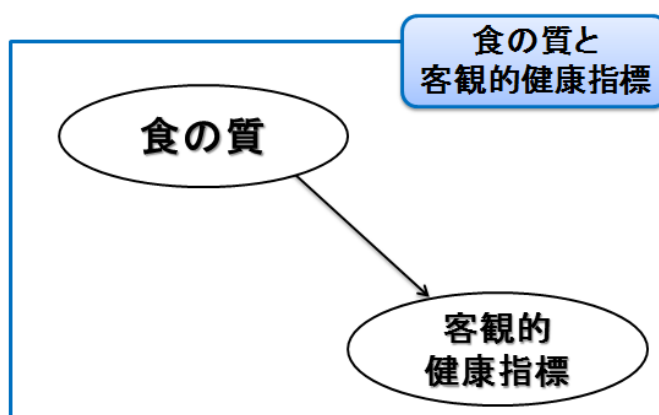 食の質と
客観的健康指標
食の質
客観的
健康指標